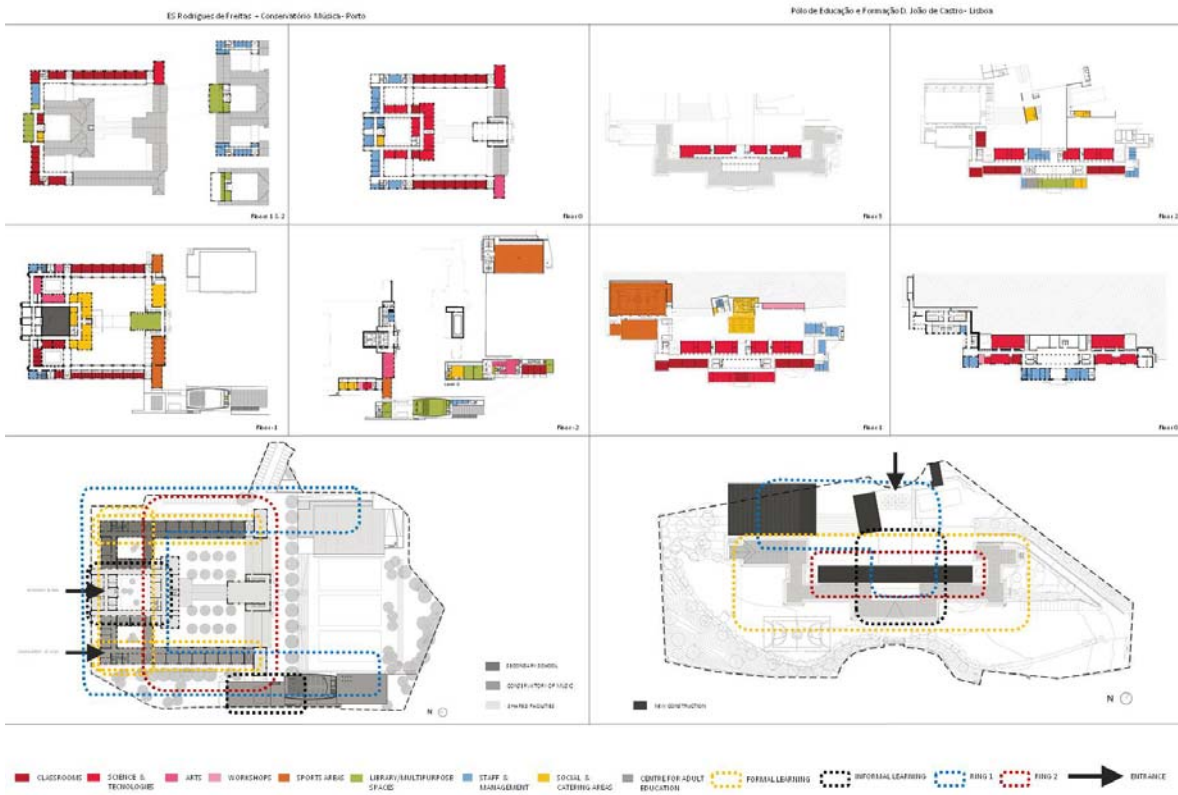 ES Rodrigues de Freitas – Conservatório Música - Porto
Pólo de Educação e Formação D. João de Castro - Lisboa
Floor 1 & 2
Floor 0
Floor 3
Floor 2
Floor -1
Level -3
Floor -2
Floor 1
Floor 0
SECONDARY SCHOOL
CONSERVATORY OF MUSIC
SHARED FACILITIES
N
NEW CONSTRUCTION
N
CLASSROOMS
SCIENCE & TECNOLOGIES
ARTS
WORKSHOPS
SPORTS AREAS
LIBRARY/MULTIPURPOSE SPACES
STAFF & MANAGEMENT
SOCIAL & CATERING AREAS
CENTRE FOR ADULT EDUCATION
FORMAL LEARNING
INFORMAL LEARNING
RING 1
RING 2
ENTRANCE